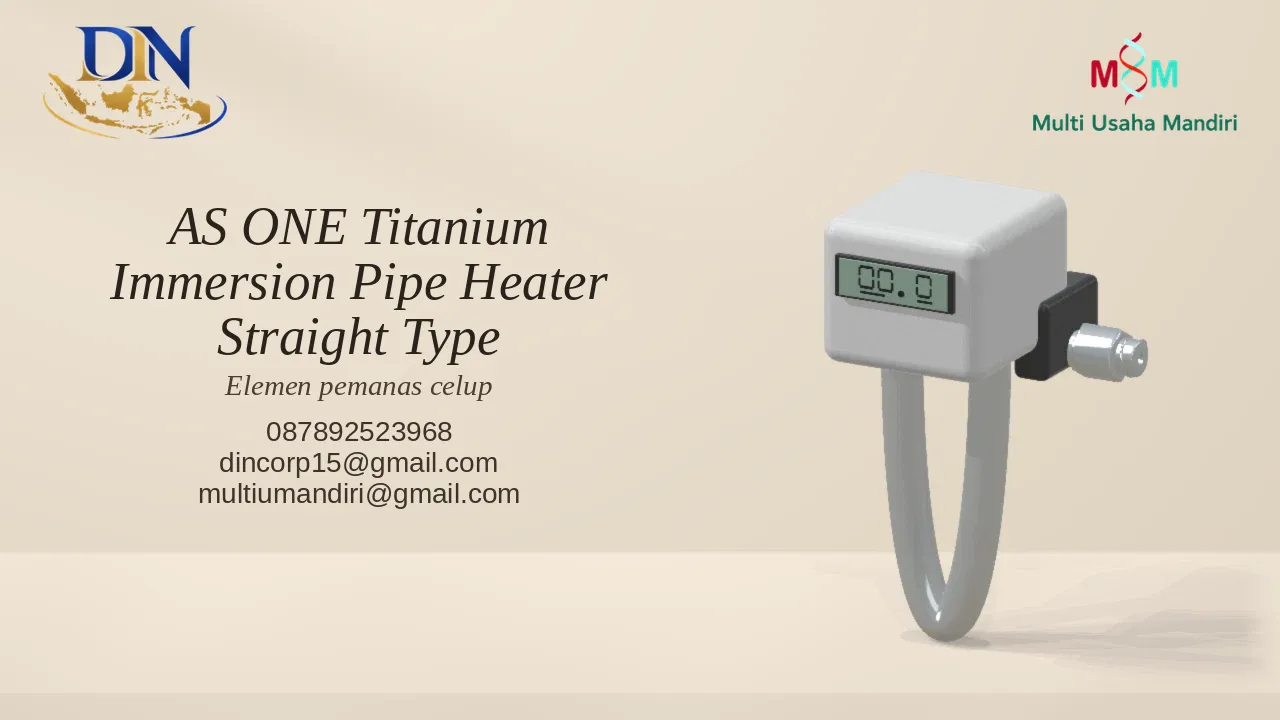 DIN
MSM
Multi Usaha Mandiri
AS ONE Titanium
Immersion Pipe Heater
Straight Type
Elemen pemanas celup
087892523968
dincorp15@gmail.com
multiumandiri@gmail.com
00.0